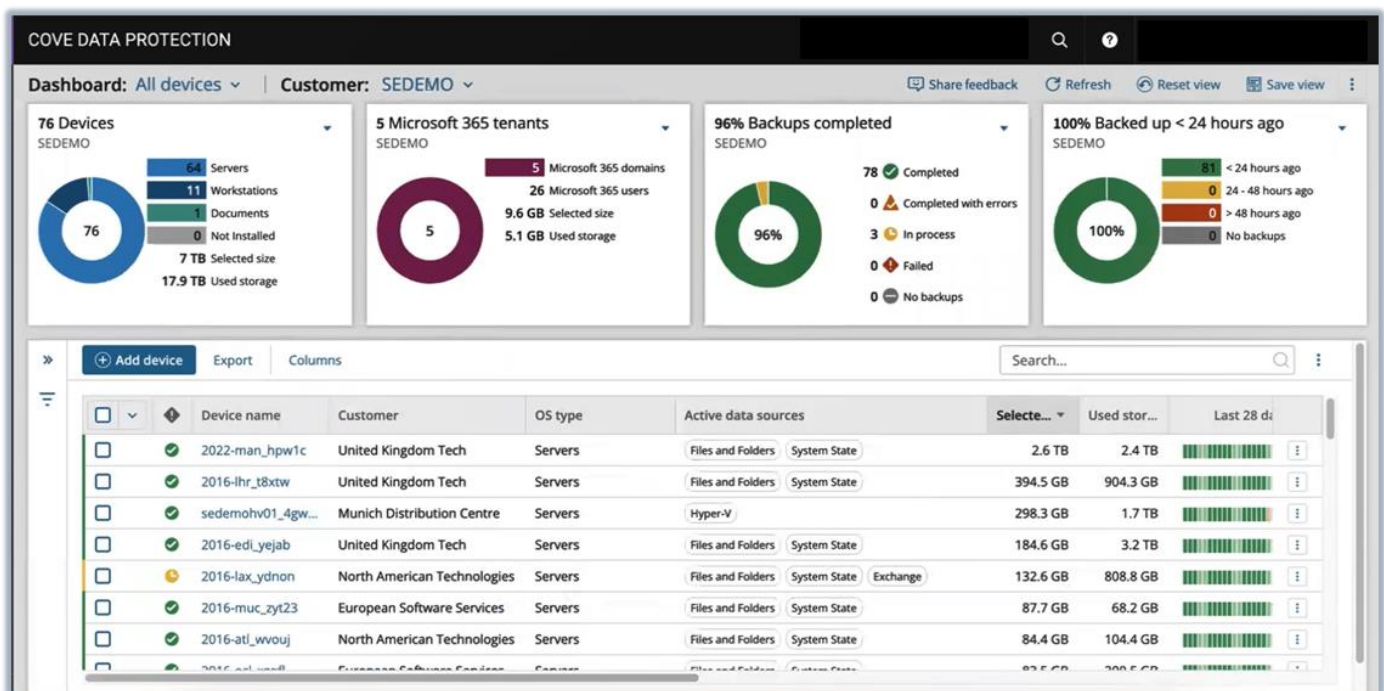 COVE DATA PROTECTION
Dashboard: All devices Customer: SEDEMO Share feedback Refresh Reset view Save view
76 Devices
SEDEMO
64 Servers
11 Workstations
1 Documents
0 Not Installed
7 TB Selected size
17.9 TB Used storage
76
5 Microsoft 365 tenants
SEDEMO
5 Microsoft 365 domains
26 Microsoft 365 users
9.6 GB Selected size
5.1 GB Used storage
5
96% Backups completed
SEDEMO
78 Completed
0 Completed with errors
3 In process
0 Failed
0 No backups
96%
100% Backed up < 24 hours ago
SEDEMO
81 < 24 hours ago
0 24 - 48 hours ago
0 > 48 hours ago
0 No backups
100%
Add device Export Columns Search...
Device name Customer OS type Active data sources Selecte... Used stor... Last 28 da
2022-man_hpw1c United Kingdom Tech Servers Files and Folders System State 2.6 TB 2.4 TB
2016-lhr_t8xtw United Kingdom Tech Servers Files and Folders System State 394.5 GB 904.3 GB
sedemohv01_4gw... Munich Distribution Centre Servers Hyper-V 298.3 GB 1.7 TB
2016-edi_yejab United Kingdom Tech Servers Files and Folders System State 184.6 GB 3.2 TB
2016-lax_ydnon North American Technologies Servers Files and Folders System State Exchange 132.6 GB 808.8 GB
2016-muc_zyt23 European Software Services Servers Files and Folders System State 87.7 GB 68.2 GB
2016-atl_wvouj North American Technologies Servers Files and Folders System State 84.4 GB 104.4 GB
European Software Services Servers Files and Folders System State